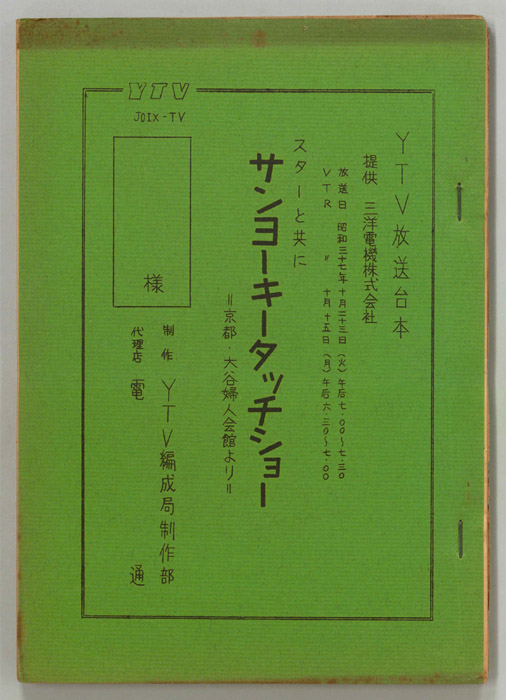 YTV
JOIX-TV
YTV放送台本
提供 三洋電機株式会社
放送日 昭和三十七年十月二十三日(火)午后七.00～七.三0
VTR 〃 十月十五日(月)午后六.三0～七.00
スターと共に
サンヨーキータッチショー
＝京都・大谷婦人会館より＝
様
制作 YTV編成局制作部
代理店 電通